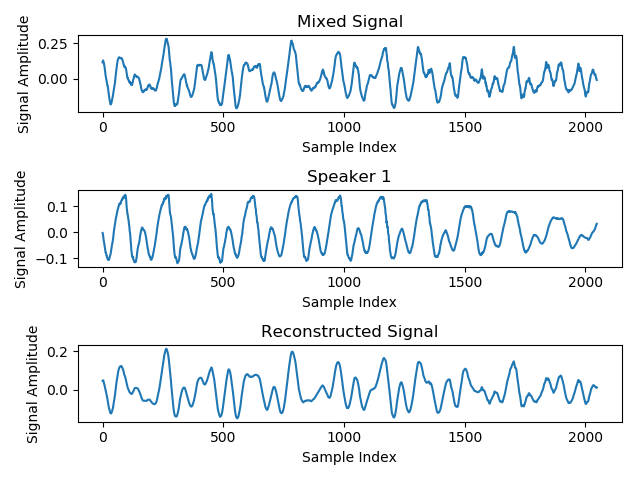 Mixed Signal
Signal Amplitude
0.25
0.00
0
500
1000
1500
2000
Sample Index
Speaker 1
Signal Amplitude
0.1
0.0
−0.1
0
500
1000
1500
2000
Sample Index
Reconstructed Signal
Signal Amplitude
0.2
0.0
0
500
1000
1500
2000
Sample Index